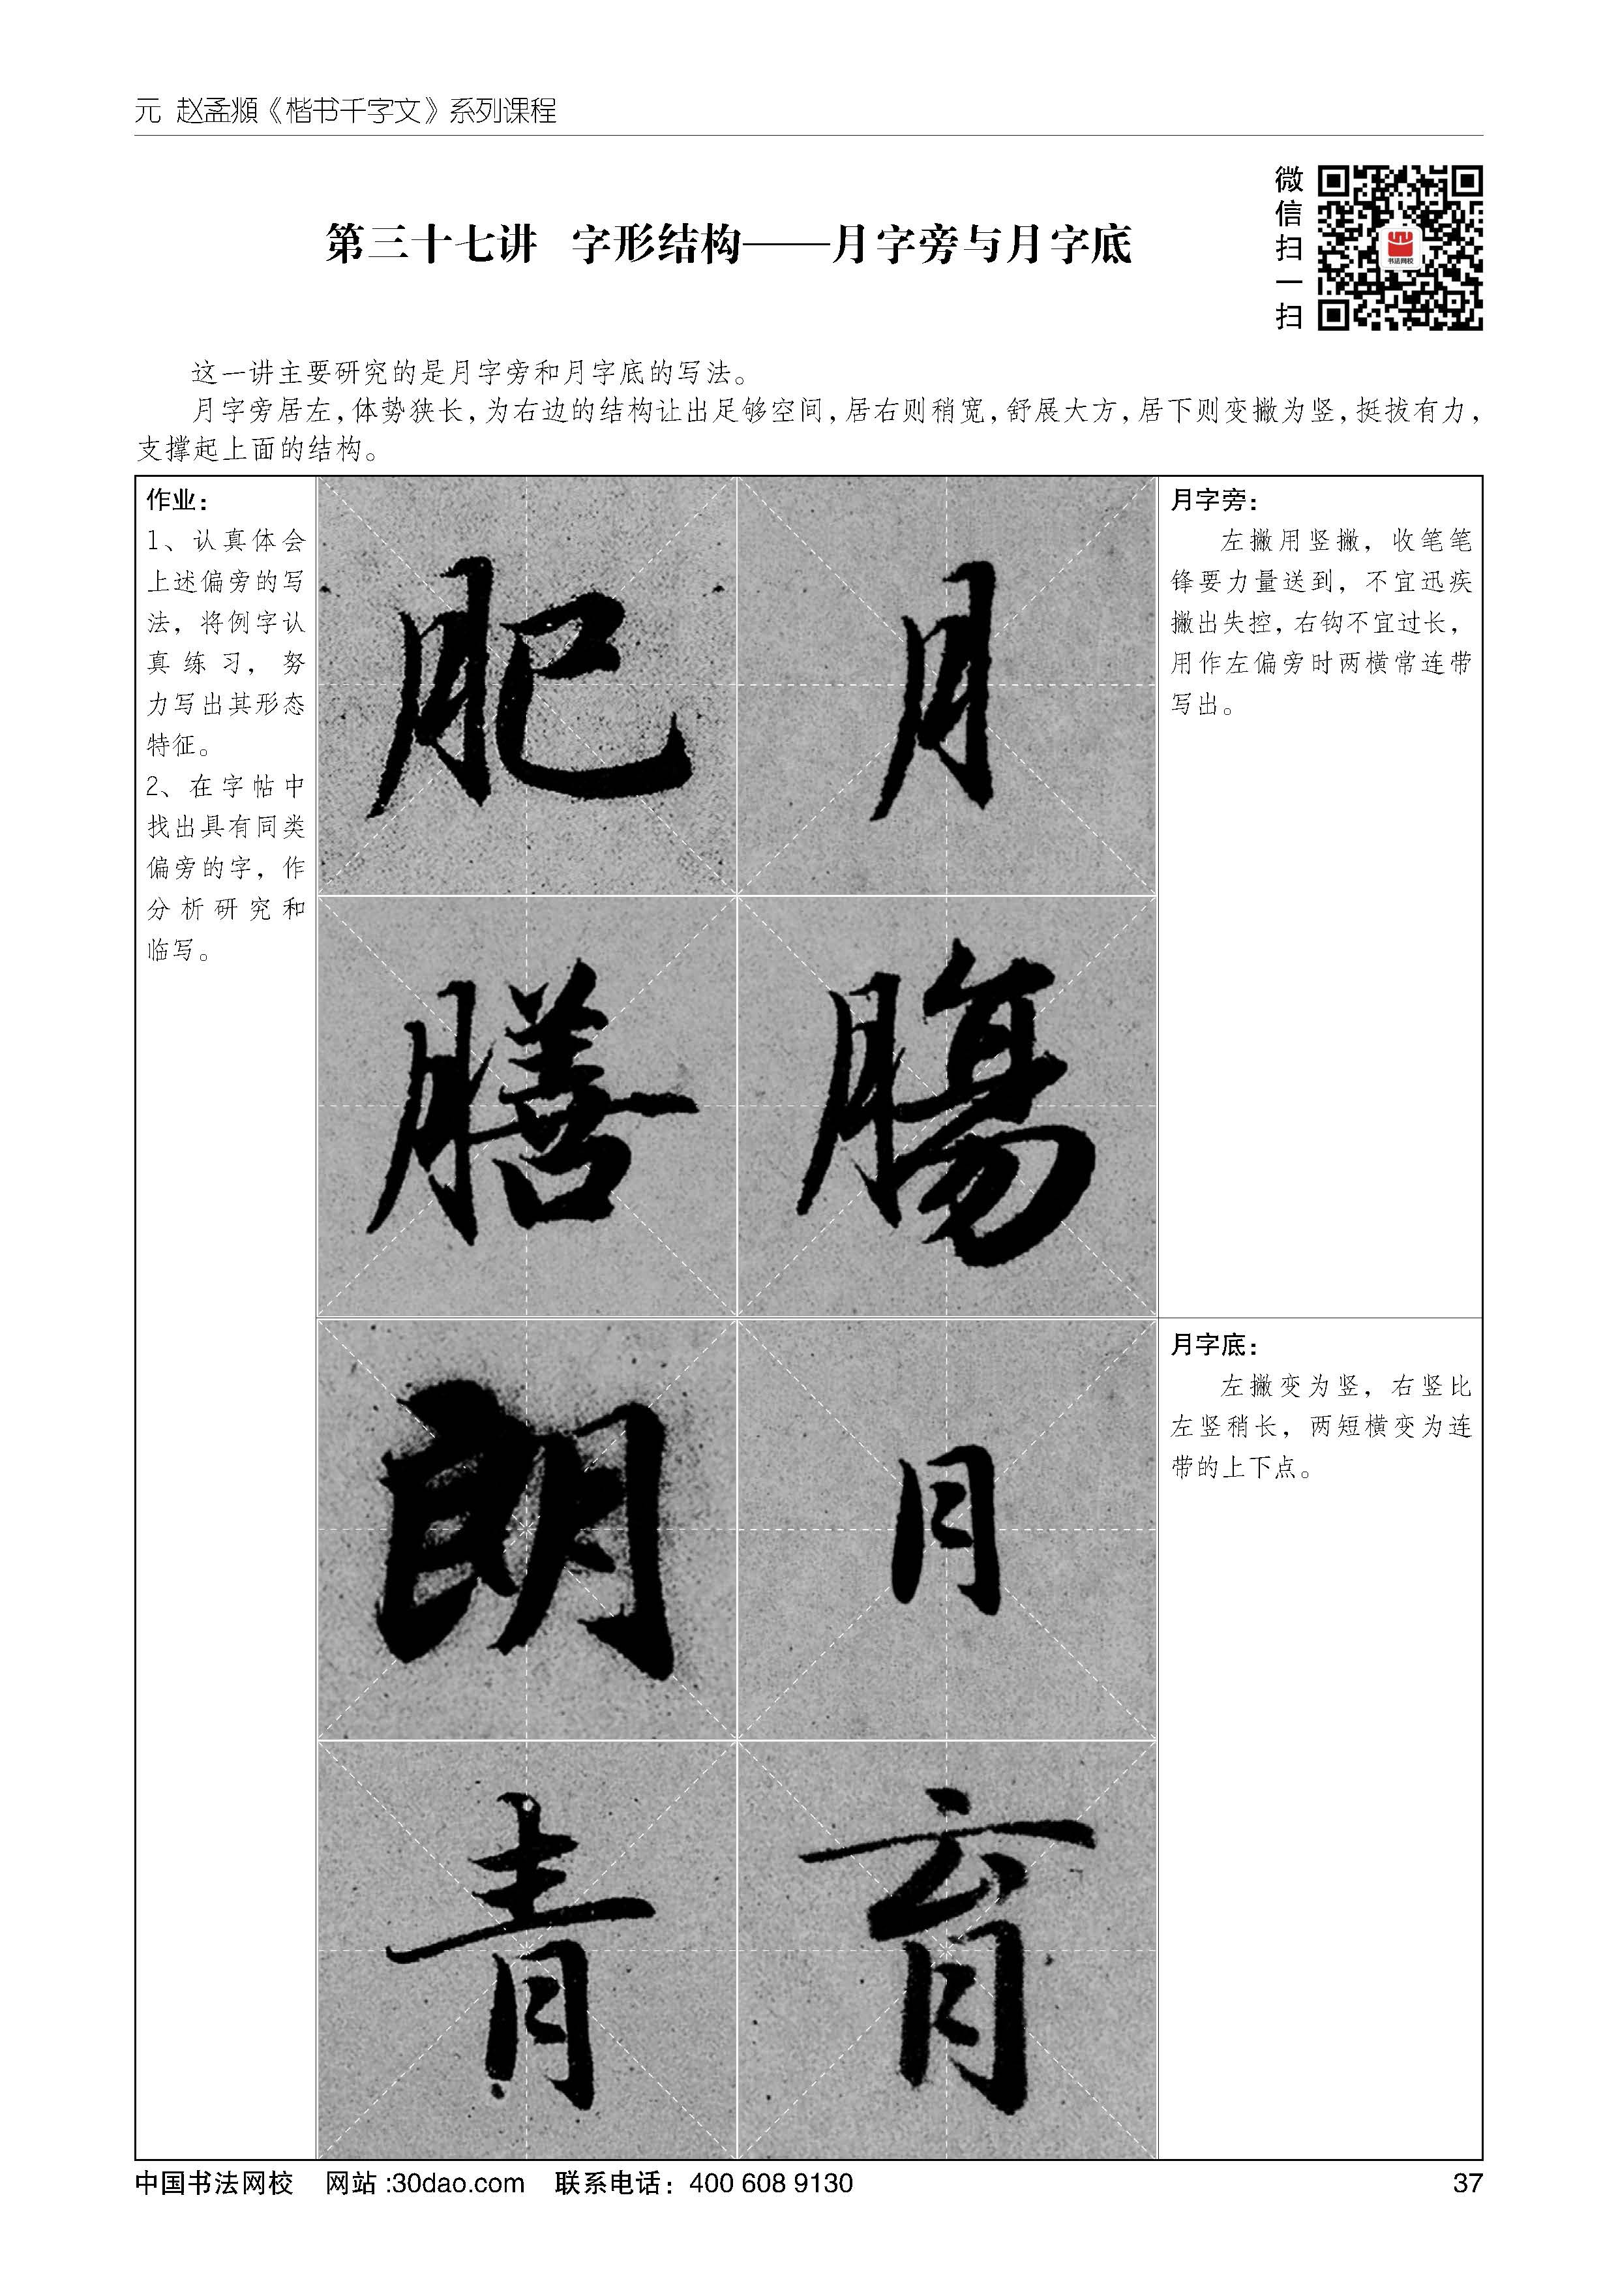 元 赵孟頫《楷书千字文》系列课程
微信扫一扫
书法网校
第三十七讲 字形结构——月字旁与月字底
这一讲主要研究的是月字旁和月字底的写法。
月字旁居左,体势狭长,为右边的结构让出足够空间,居右则稍宽,舒展大方,居下则变撇为竖,挺拔有力,
支撑起上面的结构。
作业：
1、认真体会
上述偏旁的写
法，将例字认
真练习，努
力写出其形态
特征。
2、在字帖中
找出具有同类
偏旁的字，作
分析研究和
临写。
肥 月
膳 腸
朗 月
青 育
月字旁：
左撇用竖撇，收笔笔
锋要力量送到，不宜迅疾
撇出失控,右钩不宜过长，
用作左偏旁时两横常连带
写出。
月字底：
左撇变为竖，右竖比
左竖稍长，两短横变为连
带的上下点。
中国书法网校 网站 :30dao.com 联系电话：400 608 9130
37